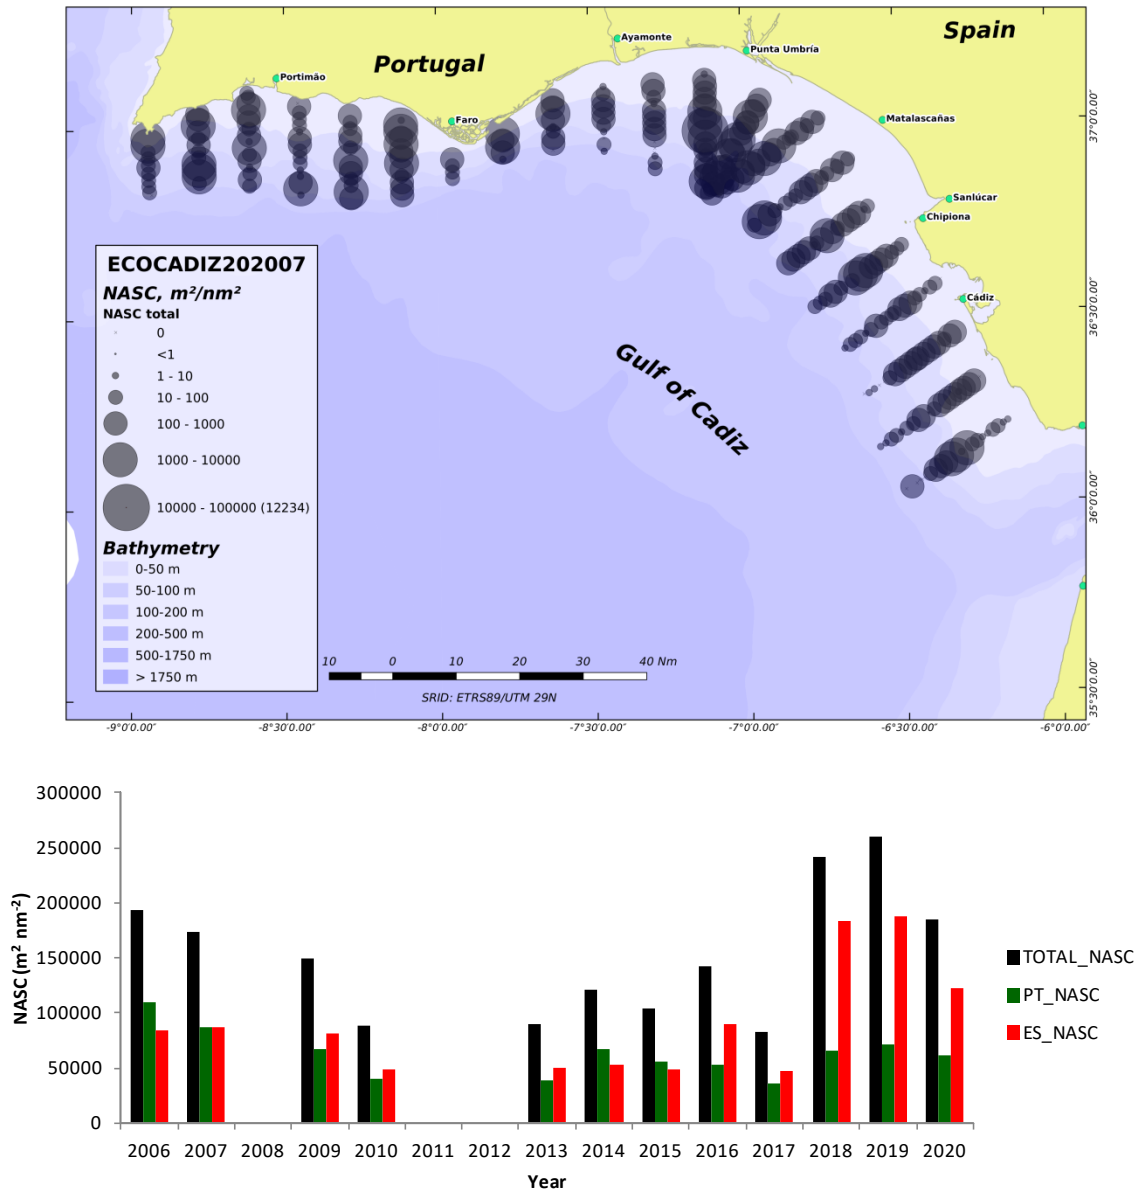 Spain
Portugal
Ayamonte
Punta Umbría
Portimão
Faro
Matalascañas
Sanlúcar
Chipiona
Cádiz
Gulf of Cadiz
37°0'0.00"
36°30'0.00"
36°0'0.00"
35°30'0.00"
ECOCADIZ202007
NASC, m²/nm²
NASC total
0
<1
1 - 10
10 - 100
100 - 1000
1000 - 10000
10000 - 100000 (12234)
Bathymetry
0-50 m
50-100 m
100-200 m
200-500 m
500-1750 m
> 1750 m
10 0 10 20 30 40 Nm
SRID: ETRS89/UTM 29N
-9°0'0.00" -8°30'0.00" -8°0'0.00" -7°30'0.00" -7°0'0.00" -6°30'0.00" -6°0'0.00"
300000
250000
200000
150000
100000
50000
0
NASC (m² nm⁻²)
2006 2007 2008 2009 2010 2011 2012 2013 2014 2015 2016 2017 2018 2019 2020
Year
TOTAL_NASC
PT_NASC
ES_NASC